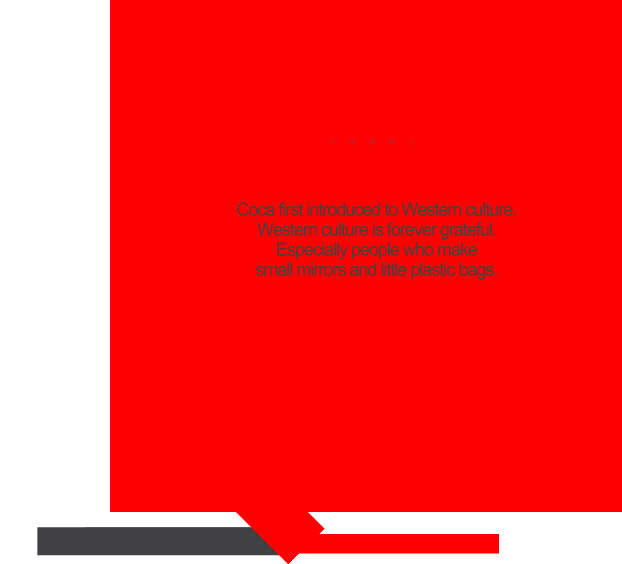 Coca first introduced to Western culture.
Western culture is forever grateful.
Especially people who make
small mirrors and little plastic bags.